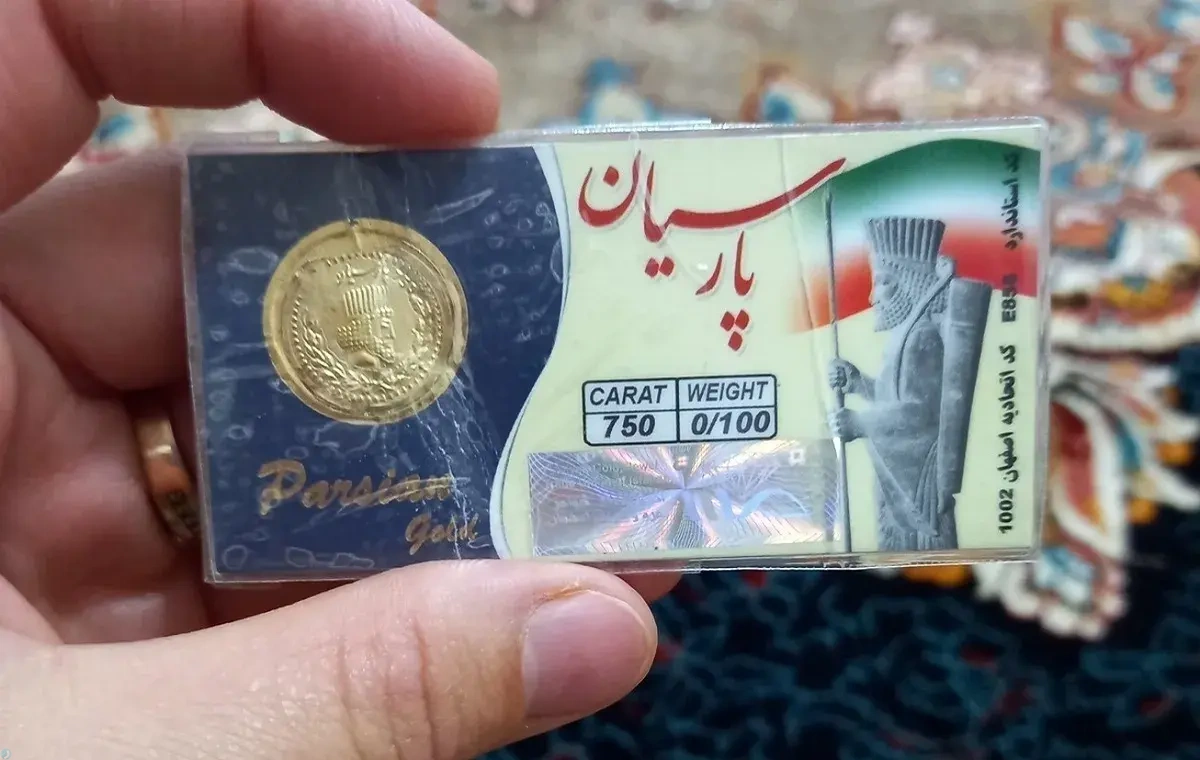 پارسیان
CARAT WEIGHT
750 0/100
Parsian
Gold
کد استاندارد E858
کد اتحادیه اصفهان 1002